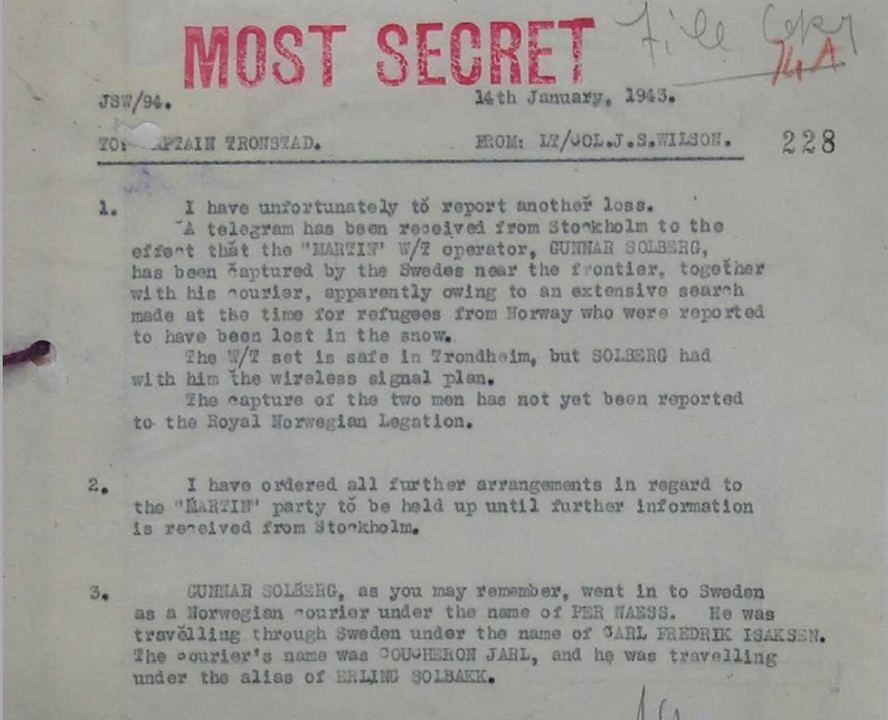 MOST SECRET
File Copy
14A
JSW/94.
14th January, 1943.
TO: APTAIN TRONSTAD.
FROM: LT/COL.J.S.WILSON.
228
1. I have unfortunately to report another loss.
A telegram has been received from Stockholm to the
effect that the "MARTIN" W/T operator, GUNNAR SOLBERG,
has been captured by the Swedes near the frontier, together
with his courier, apparently owing to an extensive search
made at the time for refugees from Norway who were reported
to have been lost in the snow.
The W/T set is safe in Trondheim, but SOLBERG had
with him the wireless signal plan.
The capture of the two men has not yet been reported
to the Royal Norwegian Legation.
2. I have ordered all further arrangements in regard to
the "MARTIN" party to be held up until further information
is received from Stockholm.
3. GUNNAR SOLBERG, as you may remember, went in to Sweden
as a Norwegian courier under the name of PER NAESS. He was
travelling through Sweden under the name of CARL FREDRIK ISAKSEN.
The courier's name was COUCHERON JARL, and he was travelling
under the alias of ERLING SOLBAKK.